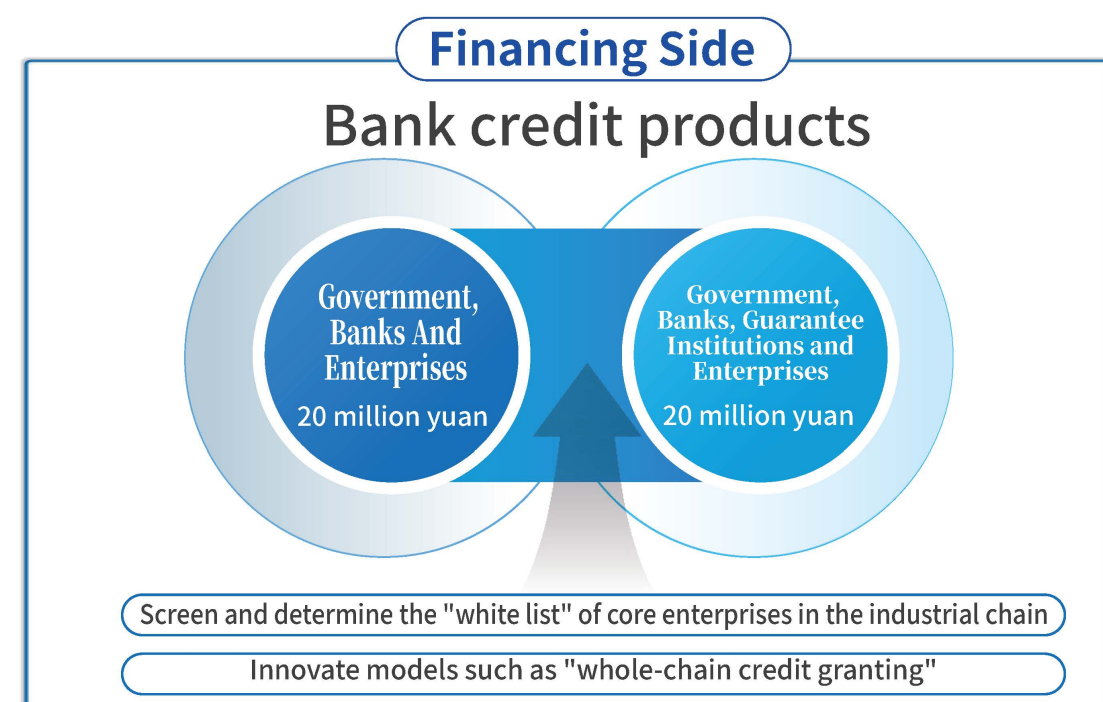 Financing Side
Bank credit products
Government,
Banks And
Enterprises
20 million yuan
Government,
Banks, Guarantee
Institutions and
Enterprises
20 million yuan
Screen and determine the "white list" of core enterprises in the industrial chain
Innovate models such as "whole-chain credit granting"